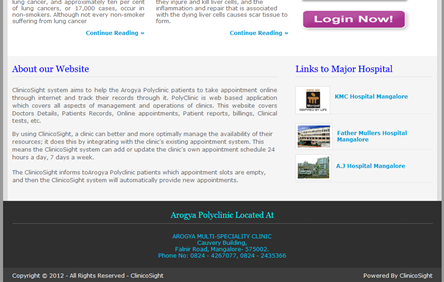 lung cancer, and approximately ten per cent
of lung cancers, or 17,000 cases, occur in
non-smokers. Although not every non-smoker
suffering from lung cancer
Continue Reading »
they injure and kill liver cells, and the
inflammation and repair that is associated
with the dying liver cells causes scar tissue to
form.
Continue Reading »
Login Now!
About our Website
ClinicoSight system aims to help the Arogya Polyclinic patients to take appointment online
through internet and track their records through it. PolyClinic is web based application
which covers all aspects of management and operations of clinics. This website covers
Doctors Details, Patients Records, Online appointments, Patient reports, billings, Clinical
tests, etc.
By using ClinicoSight, a clinic can better and more optimally manage the availability of their
resources; it does this by integrating with the clinic's existing appointment system. This
means the ClinicoSight system can add or update the clinic's own appointment schedule 24
hours a day, 7 days a week.
The ClinicoSight informs toArogya Polyclinic patients which appointment slots are empty,
and then the ClinicoSight system will automatically provide new appointments.
Links to Major Hospital
KMC Hospital Mangalore
Father Mullers Hospital
Mangalore
A.J Hospital Mangalore
Arogya Polyclinic Located At
AROGYA MULTI-SPECIALITY CLINIC
Cauvery Building,
Falnir Road, Mangalore- 575002.
Phone No: 0824 - 4267077, 0824 - 2435366
Copyright © 2012 - All Rights Reserved - ClinicoSight
Powered By ClinicoSight